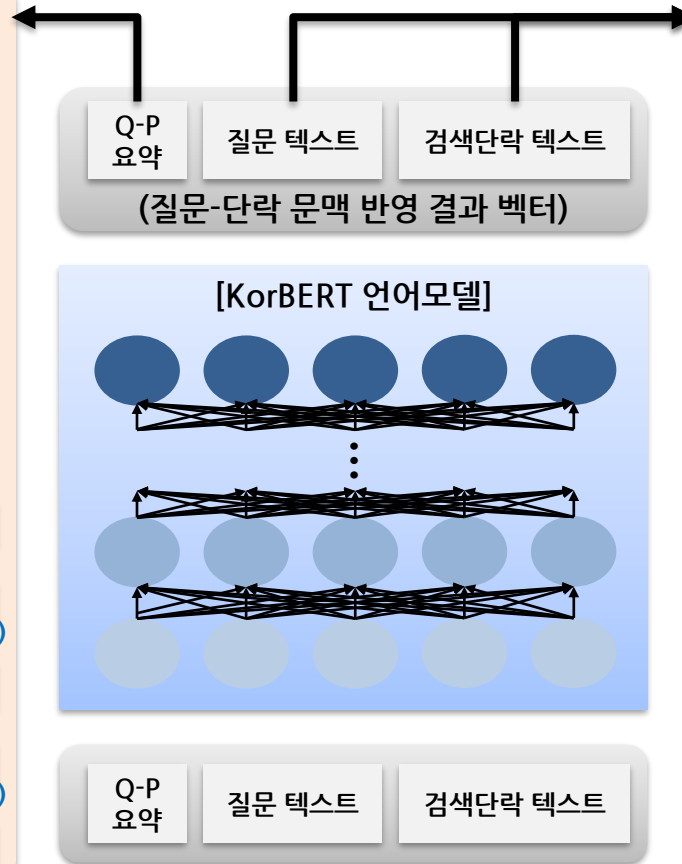 Q-P
요약
질문 텍스트
검색단락 텍스트
(질문-단락 문맥 반영 결과 벡터)
[KorBERT 언어모델]
)
)
Q-P
요약
질문 텍스트
검색단락 텍스트